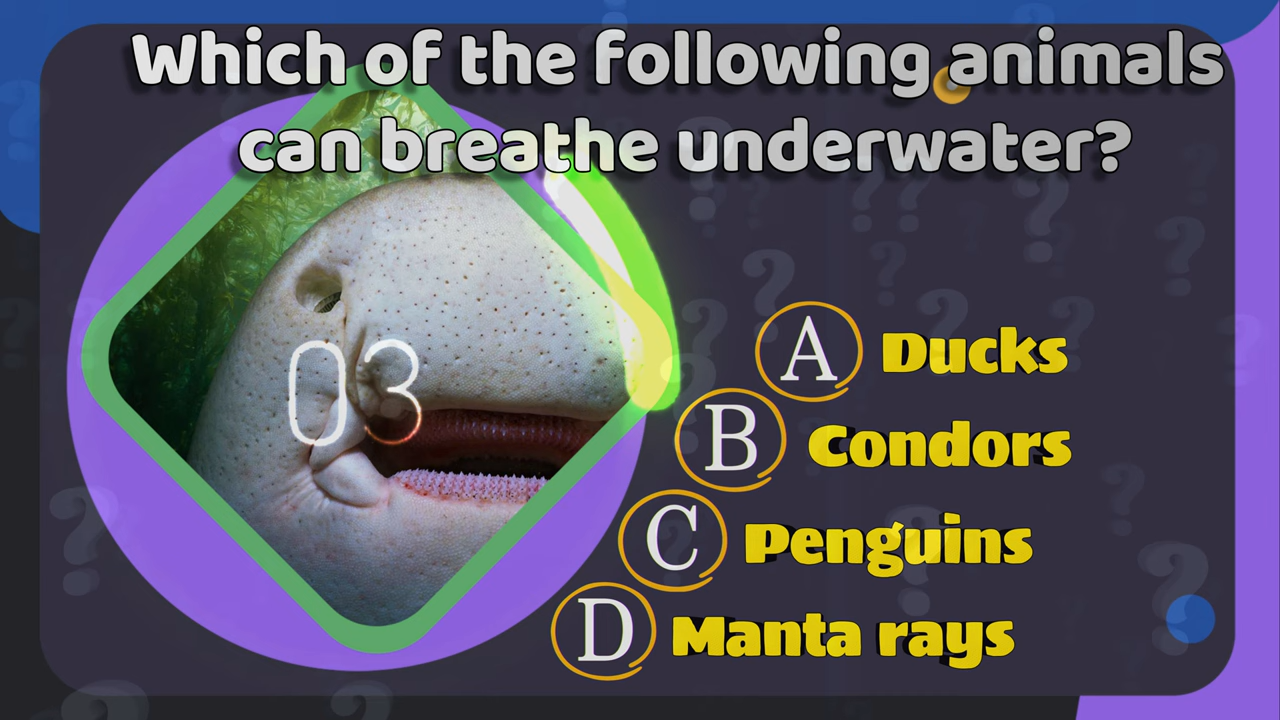 Which of the following animals
can breathe underwater?
03
A Ducks
B Condors
C Penguins
D Manta rays